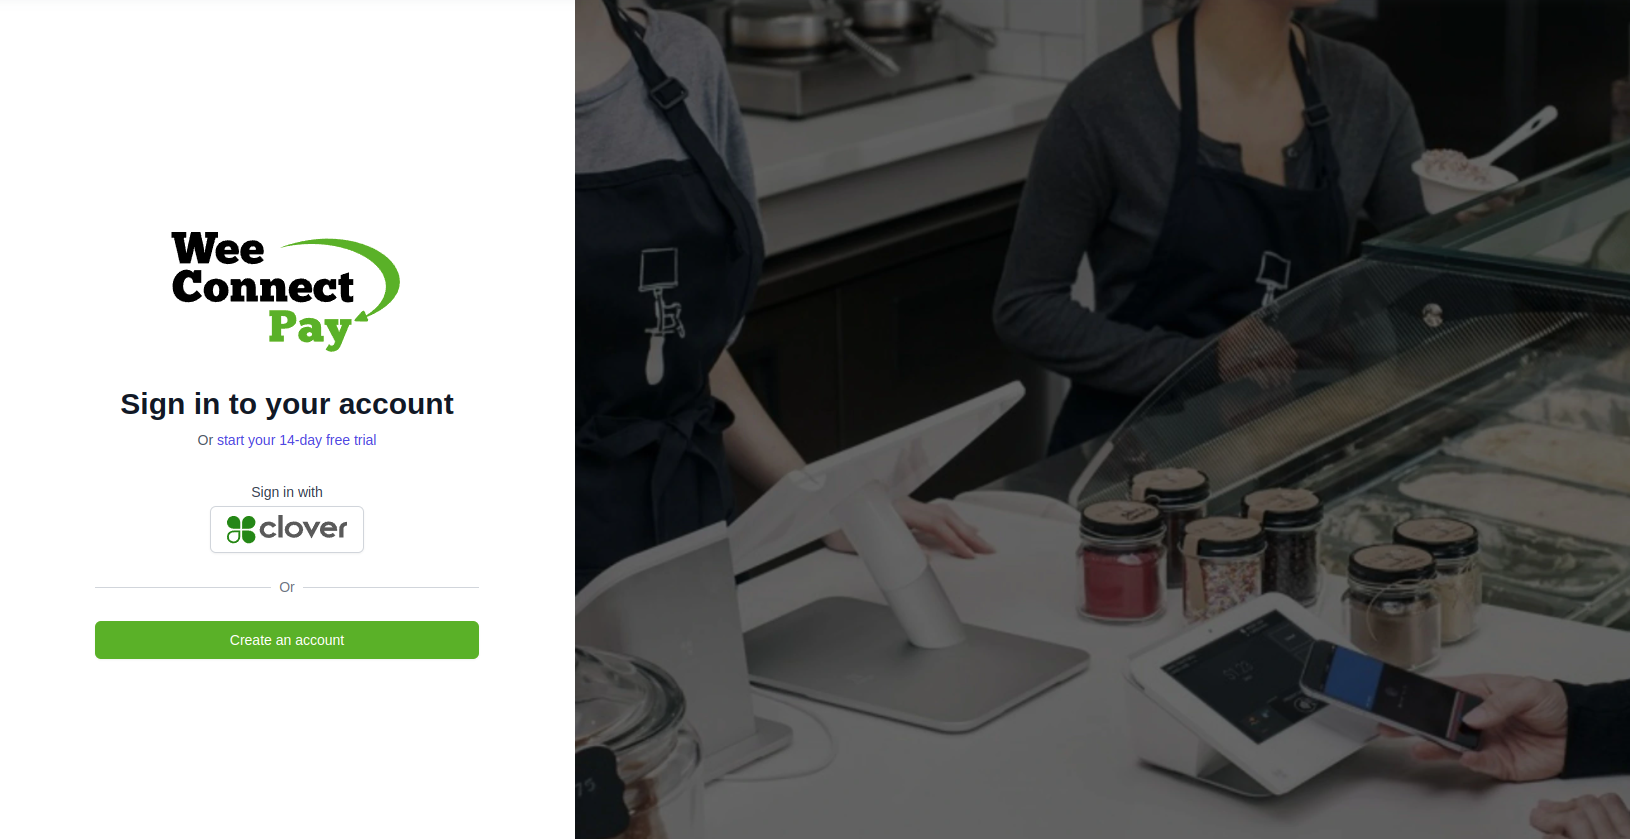 Wee
Connect
Pay
Sign in to your account
Or start your 14-day free trial
Sign in with
clover
Or
Create an account